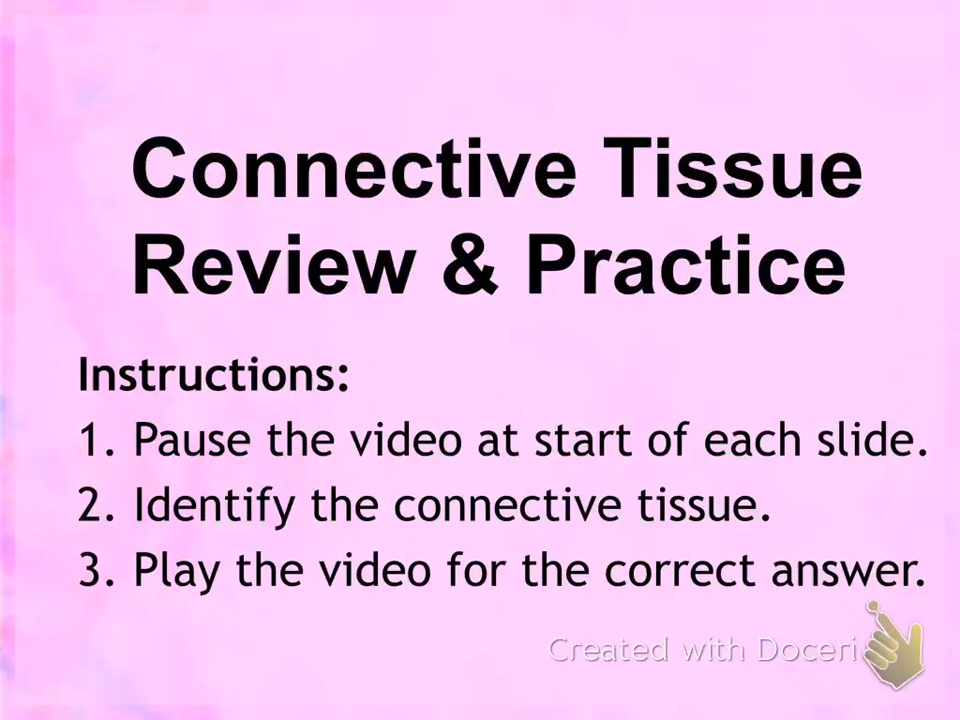 Connective Tissue
Review & Practice
Instructions:
1. Pause the video at start of each slide.
2. Identify the connective tissue.
3. Play the video for the correct answer.
Created with Doceri